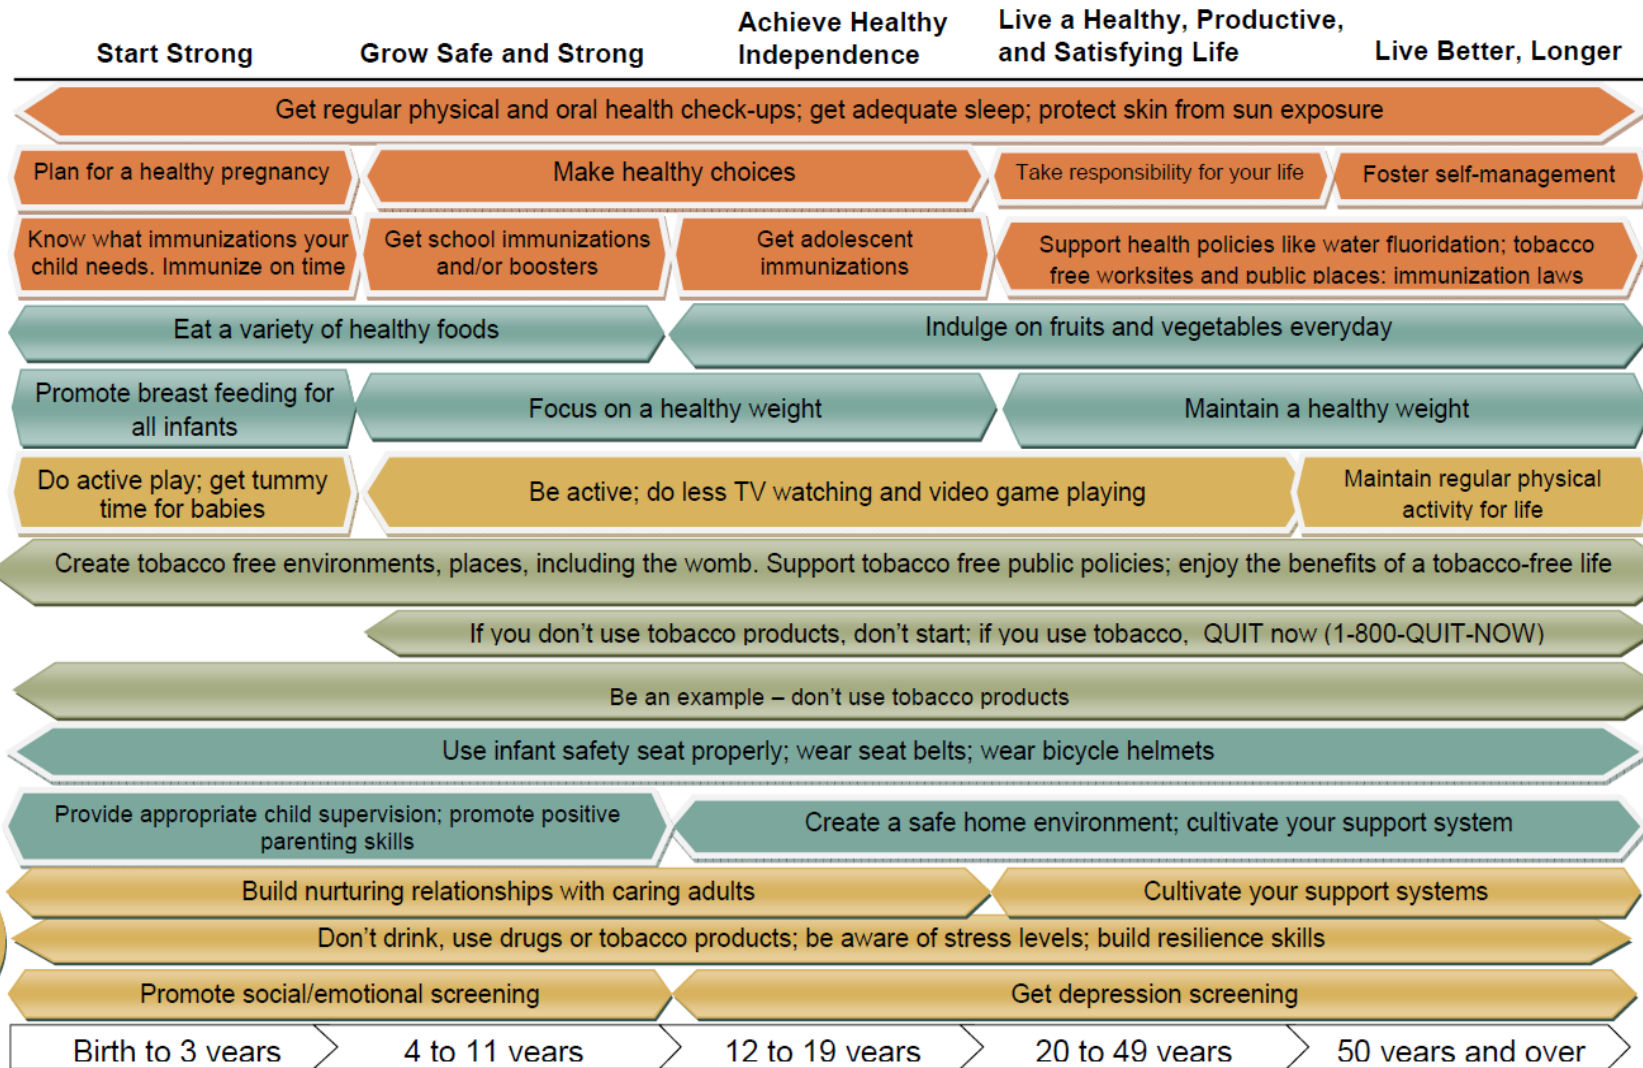 Start Strong
Grow Safe and Strong
Achieve Healthy
Independence
Live a Healthy, Productive,
and Satisfying Life
Live Better, Longer
Get regular physical and oral health check-ups; get adequate sleep; protect skin from sun exposure
Plan for a healthy pregnancy
Make healthy choices
Take responsibility for your life
Foster self-management
Know what immunizations your
child needs. Immunize on time
Get school immunizations
and/or boosters
Get adolescent
immunizations
Support health policies like water fluoridation; tobacco
free worksites and public places: immunization laws
Eat a variety of healthy foods
Indulge on fruits and vegetables everyday
Promote breast feeding for
all infants
Focus on a healthy weight
Maintain a healthy weight
Do active play; get tummy
time for babies
Be active; do less TV watching and video game playing
Maintain regular physical
activity for life
Create tobacco free environments, places, including the womb. Support tobacco free public policies; enjoy the benefits of a tobacco-free life
If you don't use tobacco products, don't start; if you use tobacco, QUIT now (1-800-QUIT-NOW)
Be an example – don't use tobacco products
Use infant safety seat properly; wear seat belts; wear bicycle helmets
Provide appropriate child supervision; promote positive
parenting skills
Create a safe home environment; cultivate your support system
Build nurturing relationships with caring adults
Cultivate your support systems
Don't drink, use drugs or tobacco products; be aware of stress levels; build resilience skills
Promote social/emotional screening
Get depression screening
Birth to 3 years
4 to 11 years
12 to 19 years
20 to 49 years
50 years and over